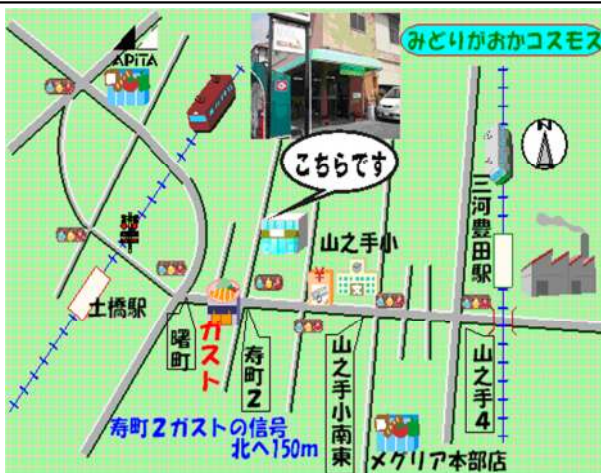 APiTA
みどりがおかコスモス
こちらです
三河豊田駅
山之手小
文
土橋駅
曙町
ガスト
寿町2
山之手小南東
山之手4
寿町2ガストの信号
北へ150m
メグリア本部店
N
¥